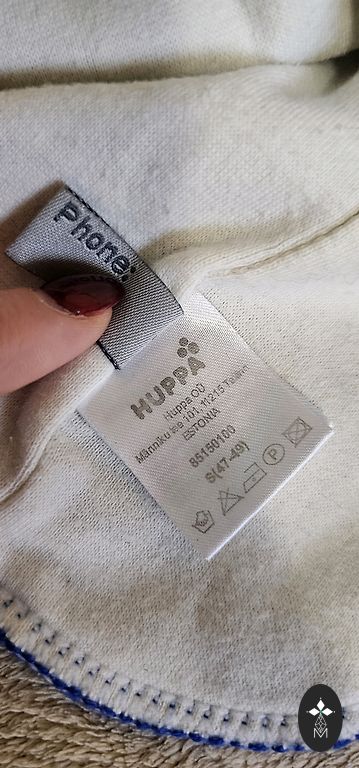 Phone:
HUPPA
Huppa OÜ
Männiku tee 101, 11215 Tallinn
ESTONIA
85150100
S(47-49)
P
M